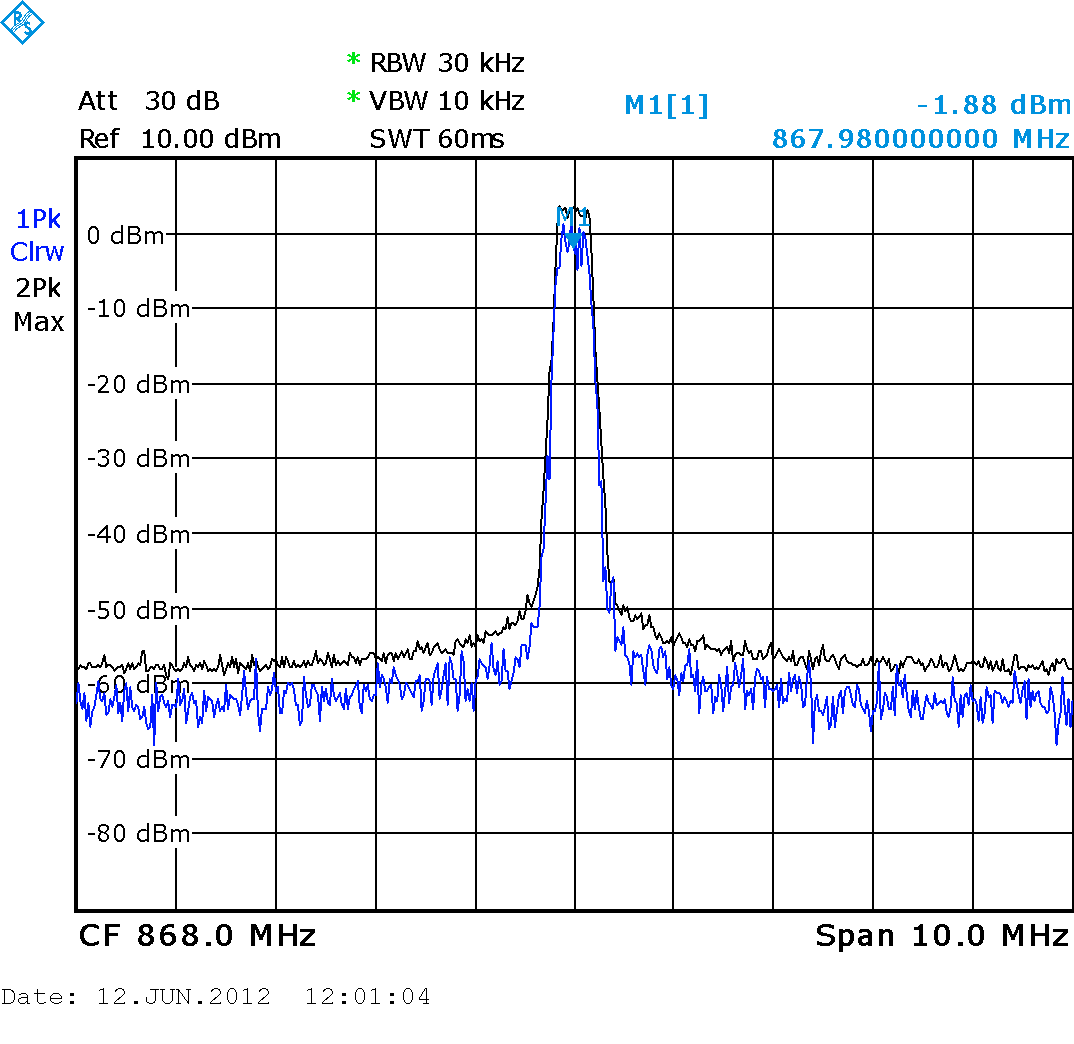 R S
* RBW 30 kHz
Att 30 dB * VBW 10 kHz M1[1] -1.88 dBm
Ref 10.00 dBm SWT 60ms 867.980000000 MHz
1Pk
Clrw
2Pk
Max
M1
0 dBm
-10 dBm
-20 dBm
-30 dBm
-40 dBm
-50 dBm
-60 dBm
-70 dBm
-80 dBm
CF 868.0 MHz Span 10.0 MHz
Date: 12.JUN.2012 12:01:04